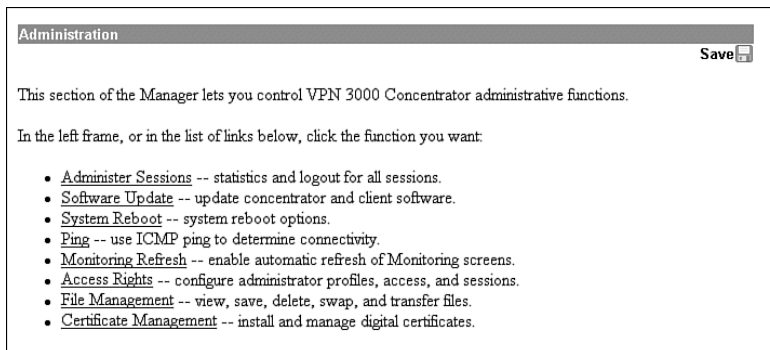 Administration
Save
This section of the Manager lets you control VPN 3000 Concentrator administrative functions.
In the left frame, or in the list of links below, click the function you want:
• Administer Sessions -- statistics and logout for all sessions.
• Software Update -- update concentrator and client software.
• System Reboot -- system reboot options.
• Ping -- use ICMP ping to determine connectivity.
• Monitoring Refresh -- enable automatic refresh of Monitoring screens.
• Access Rights -- configure administrator profiles, access, and sessions.
• File Management -- view, save, delete, swap, and transfer files.
• Certificate Management -- install and manage digital certificates.